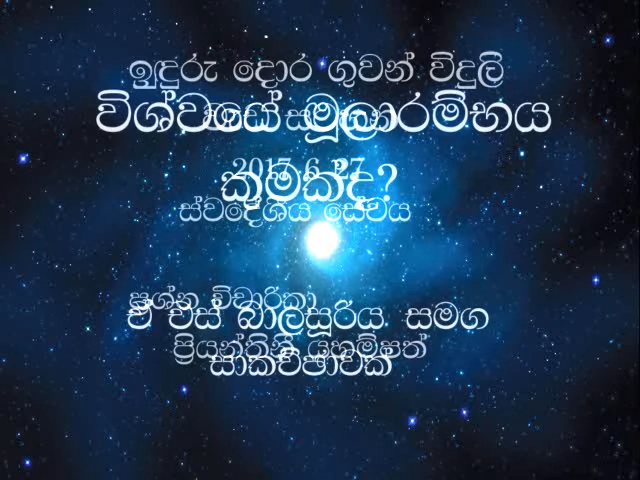 ඉඳුරු දොර ගුවන් විදුලි
විශ්වයේ මූලාරම්භය
2017 6 27
කුමක්ද?
ස්වදේශීය සේවය
ප්‍රශ්න විචාරිකා
ඒ එස් බාලසූරිය සමග
ප්‍රියන්තිනී යහම්පත්
සාකච්ඡාවක්